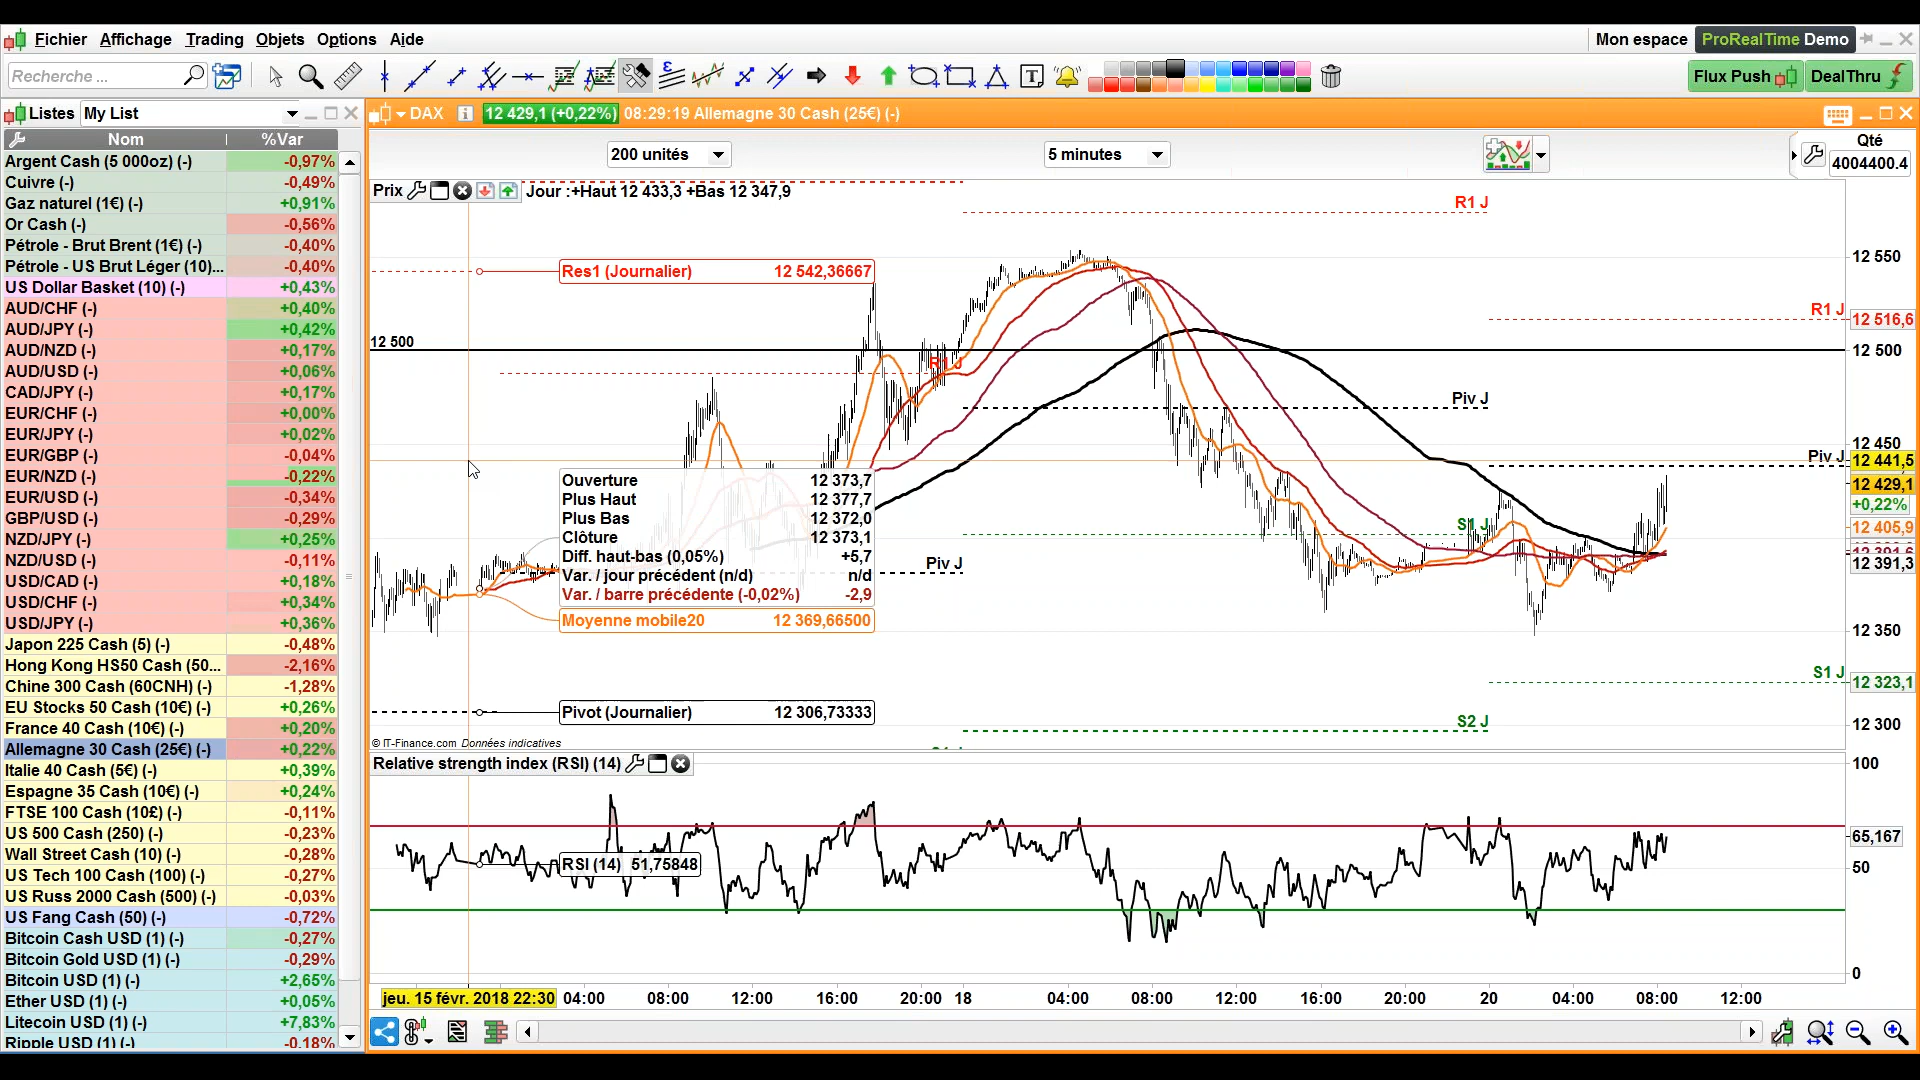 Fichier Affichage Trading Objets Options Aide
Mon espace ProRealTime Demo
Recherche ...
Flux Push DealThru
Listes My List
DAX 12 429,1 (+0,22%) 08:29:19 Allemagne 30 Cash (25€) (-)
Nom %Var
200 unités
5 minutes
Qté
4004400.4
Argent Cash (5 000oz) (-) -0,97%
Cuivre (-) -0,49%
Gaz naturel (1€) (-) +0,91%
Or Cash (-) -0,56%
Pétrole - Brut Brent (1€) (-) -0,40%
Pétrole - US Brut Léger (10)... -0,40%
US Dollar Basket (10) (-) +0,43%
AUD/CHF (-) +0,40%
AUD/JPY (-) +0,42%
AUD/NZD (-) +0,17%
AUD/USD (-) +0,06%
CAD/JPY (-) +0,17%
EUR/CHF (-) +0,00%
EUR/JPY (-) +0,02%
EUR/GBP (-) -0,04%
EUR/NZD (-) -0,22%
EUR/USD (-) -0,34%
GBP/USD (-) -0,29%
NZD/JPY (-) +0,25%
NZD/USD (-) -0,11%
USD/CAD (-) +0,18%
USD/CHF (-) +0,34%
USD/JPY (-) +0,36%
Japon 225 Cash (5) (-) -0,48%
Hong Kong HS50 Cash (50... -2,16%
Chine 300 Cash (60CNH) (-) -1,28%
EU Stocks 50 Cash (10€) (-) +0,26%
France 40 Cash (10€) (-) +0,20%
Allemagne 30 Cash (25€) (-) +0,22%
Italie 40 Cash (5€) (-) +0,39%
Espagne 35 Cash (10€) (-) +0,24%
FTSE 100 Cash (10£) (-) -0,11%
US 500 Cash (250) (-) -0,23%
Wall Street Cash (10) (-) -0,28%
US Tech 100 Cash (100) (-) -0,27%
US Russ 2000 Cash (500) (-) -0,03%
US Fang Cash (50) (-) -0,72%
Bitcoin Cash USD (1) (-) -0,27%
Bitcoin Gold USD (1) (-) -0,29%
Bitcoin USD (1) (-) +2,65%
Ether USD (1) (-) +0,05%
Litecoin USD (1) (-) +7,83%
Ripple USD (1) (-) -0,18%
Prix Jour :+Haut 12 433,3 +Bas 12 347,9
R1 J
12 550
Res1 (Journalier) 12 542,36667
R1 J 12 516,6
12 500
12 500
R1 J
Piv J
12 450
Piv J 12 441,5
12 429,1
+0,22%
12 405,9
12 391,6
12 391,3
Ouverture 12 373,7
Plus Haut 12 377,7
Plus Bas 12 372,0
Clôture 12 373,1
Diff. haut-bas (0,05%) +5,7
Var. / jour précédent (n/d) n/d
Var. / barre précédente (-0,02%) -2,9
Moyenne mobile20 12 369,66500
S1 J
Piv J
12 350
S1 J 12 323,1
Pivot (Journalier) 12 306,73333
S2 J
12 300
© IT-Finance.com Données indicatives
Relative strength index (RSI) (14)
100
65,167
50
RSI (14) 51,75848
0
jeu. 15 févr. 2018 22:30 04:00 08:00 12:00 16:00 20:00 18 04:00 08:00 12:00 16:00 20:00 20 04:00 08:00 12:00